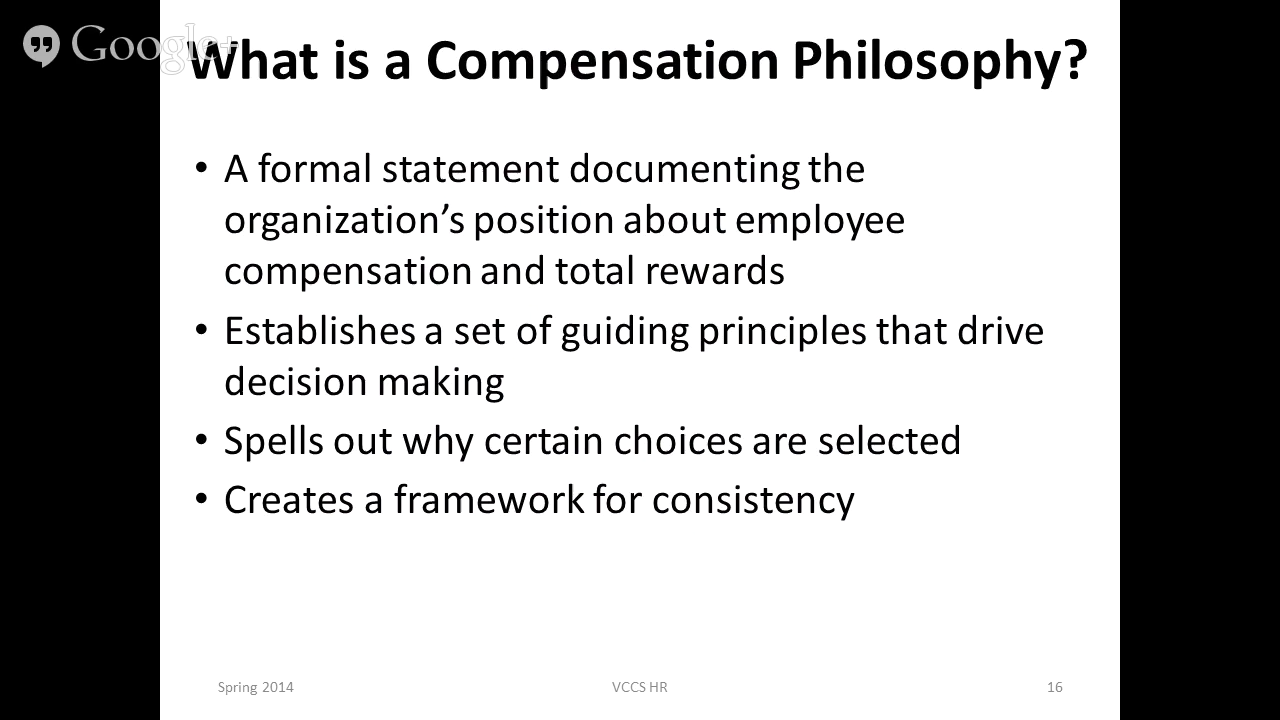 Google+
What is a Compensation Philosophy?
• A formal statement documenting the
organization’s position about employee
compensation and total rewards
• Establishes a set of guiding principles that drive
decision making
• Spells out why certain choices are selected
• Creates a framework for consistency
Spring 2014
VCCS HR
16